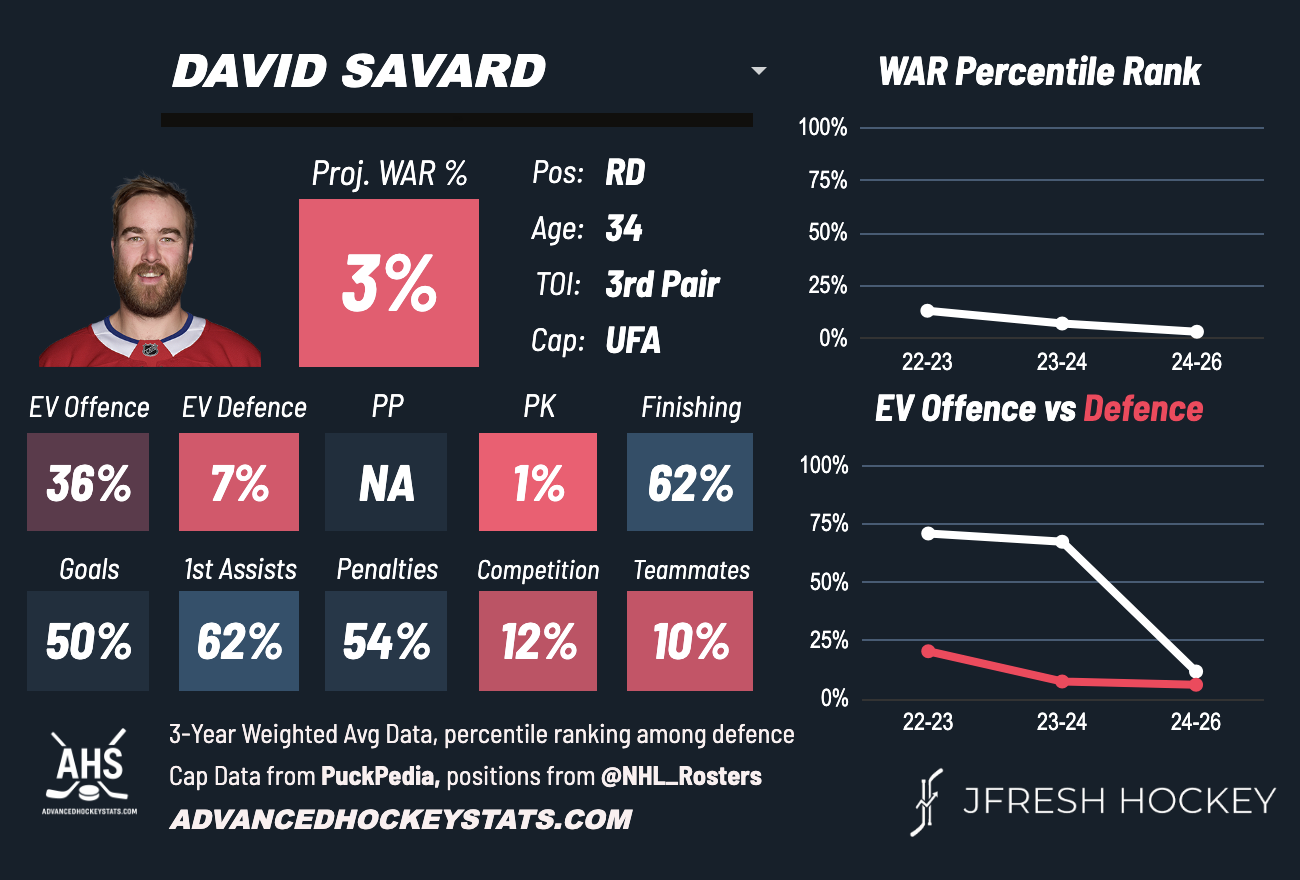 DAVID SAVARD
WAR Percentile Rank
Proj. WAR %
3%
Pos: RD
Age: 34
TOI: 3rd Pair
Cap: UFA
100%
75%
50%
25%
0%
22-23 23-24 24-26
EV Offence EV Defence PP PK Finishing
36% 7% NA 1% 62%
Goals 1st Assists Penalties Competition Teammates
50% 62% 54% 12% 10%
EV Offence vs Defence
100%
75%
50%
25%
0%
22-23 23-24 24-26
AHS
ADVANCEDHOCKEYSTATS.COM
3-Year Weighted Avg Data, percentile ranking among defence
Cap Data from PuckPedia, positions from @NHL_Rosters
ADVANCEDHOCKEYSTATS.COM
JFRESH HOCKEY